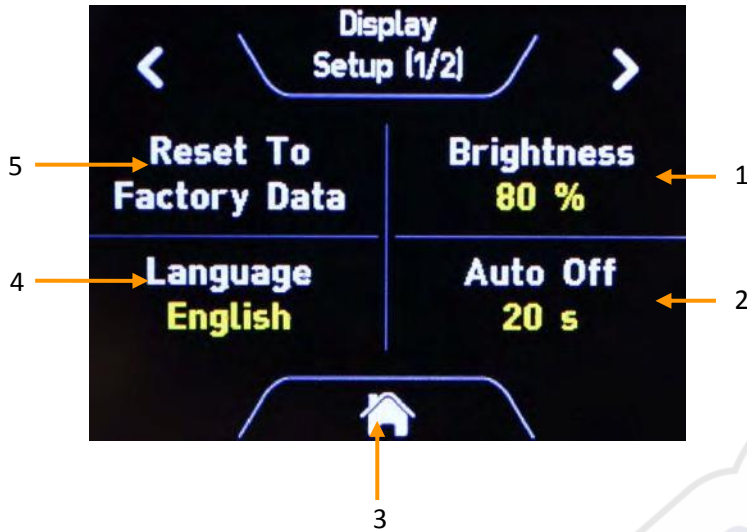 Display
Setup (1/2)
5
Reset To
Factory Data
Brightness
80 %
1
4
Language
English
Auto Off
20 s
2
3